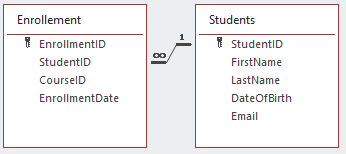 Enrollement
EnrollmentID
StudentID
CourseID
EnrollmentDate
∞ 1
Students
StudentID
FirstName
LastName
DateOfBirth
Email